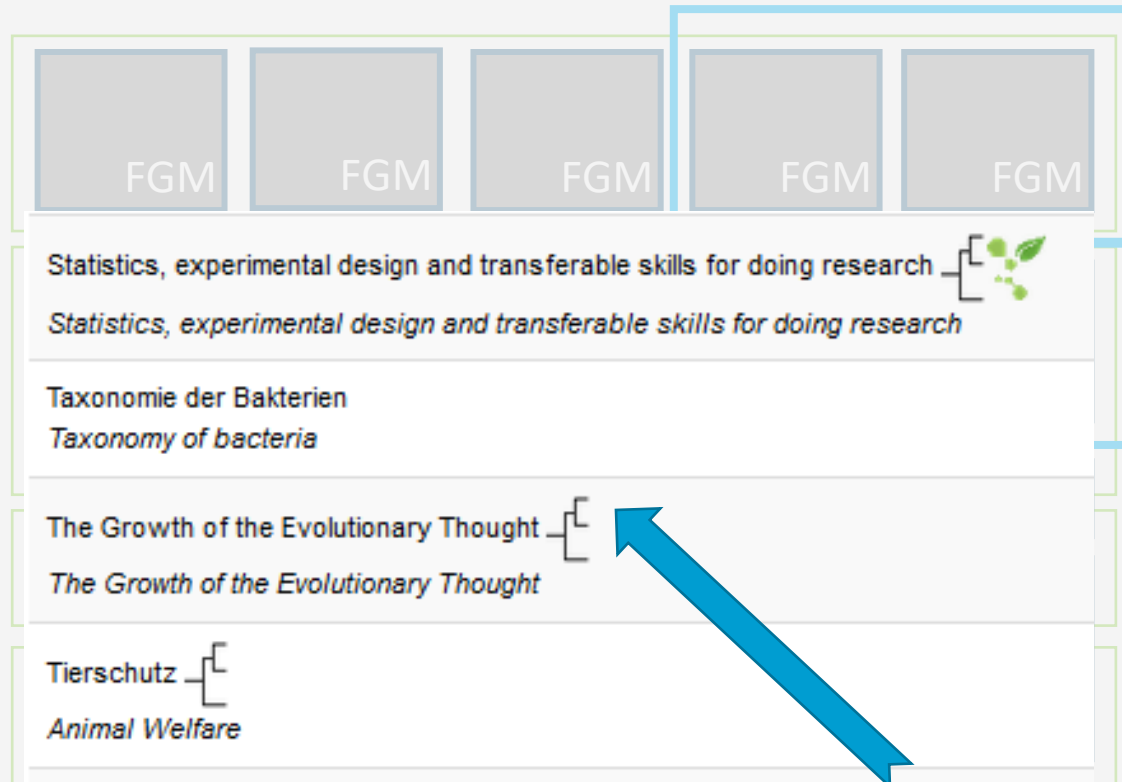 FGM FGM FGM FGM FGM
Statistics, experimental design and transferable skills for doing research
Statistics, experimental design and transferable skills for doing research
Taxonomie der Bakterien
Taxonomy of bacteria
The Growth of the Evolutionary Thought
The Growth of the Evolutionary Thought
Tierschutz
Animal Welfare